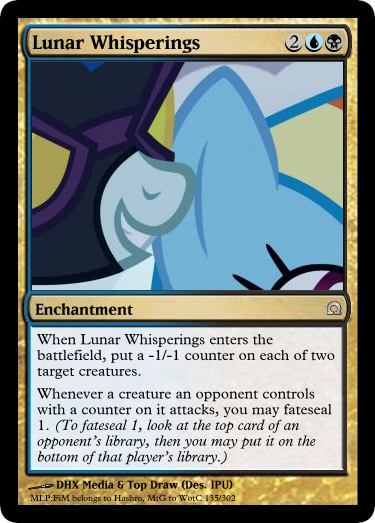 Lunar Whisperings 2
Enchantment
When Lunar Whisperings enters the
battlefield, put a -1/-1 counter on each of two
target creatures.
Whenever a creature an opponent controls
with a counter on it attacks, you may fateseal
1. (To fateseal 1, look at the top card of an
opponent's library, then you may put it on the
bottom of that player's library.)
DHX Media & Top Draw (Des. IPU)
MLP:FiM belongs to Hasbro, MtG to WotC 135/302